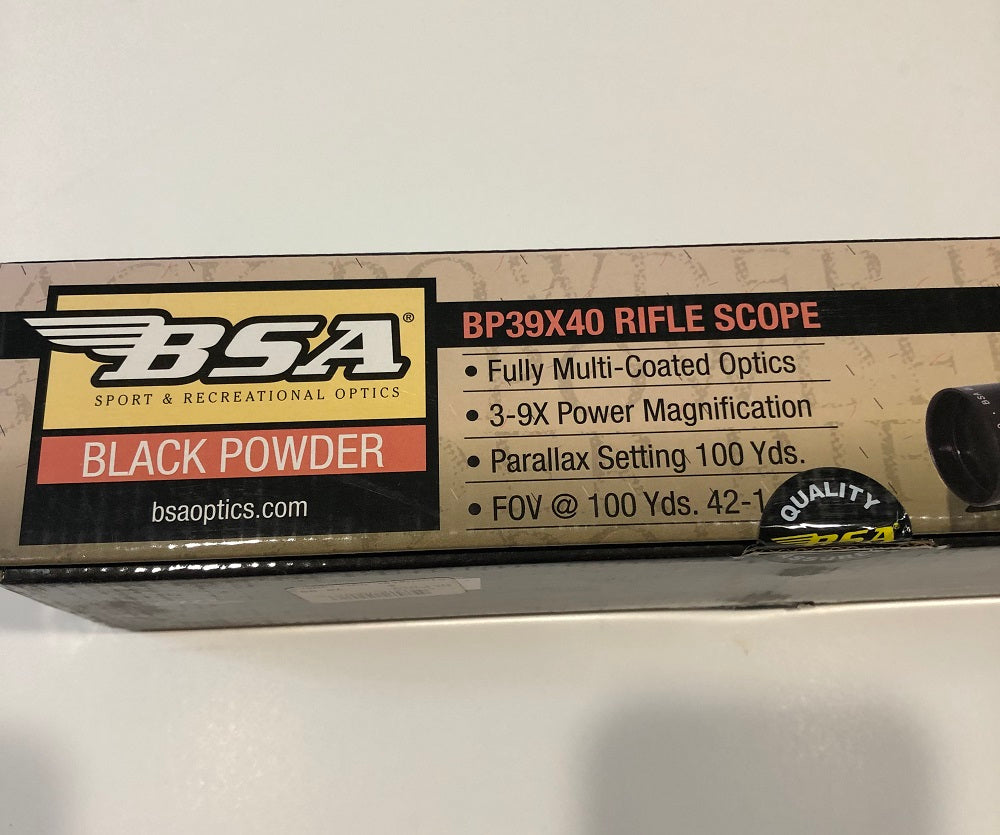 BSA®
SPORT & RECREATIONAL OPTICS
BLACK POWDER
bsaoptics.com
BP39X40 RIFLE SCOPE
• Fully Multi-Coated Optics
• 3-9X Power Magnification
• Parallax Setting 100 Yds.
• FOV @ 100 Yds. 42-1
QUALITY
BSA
BSA